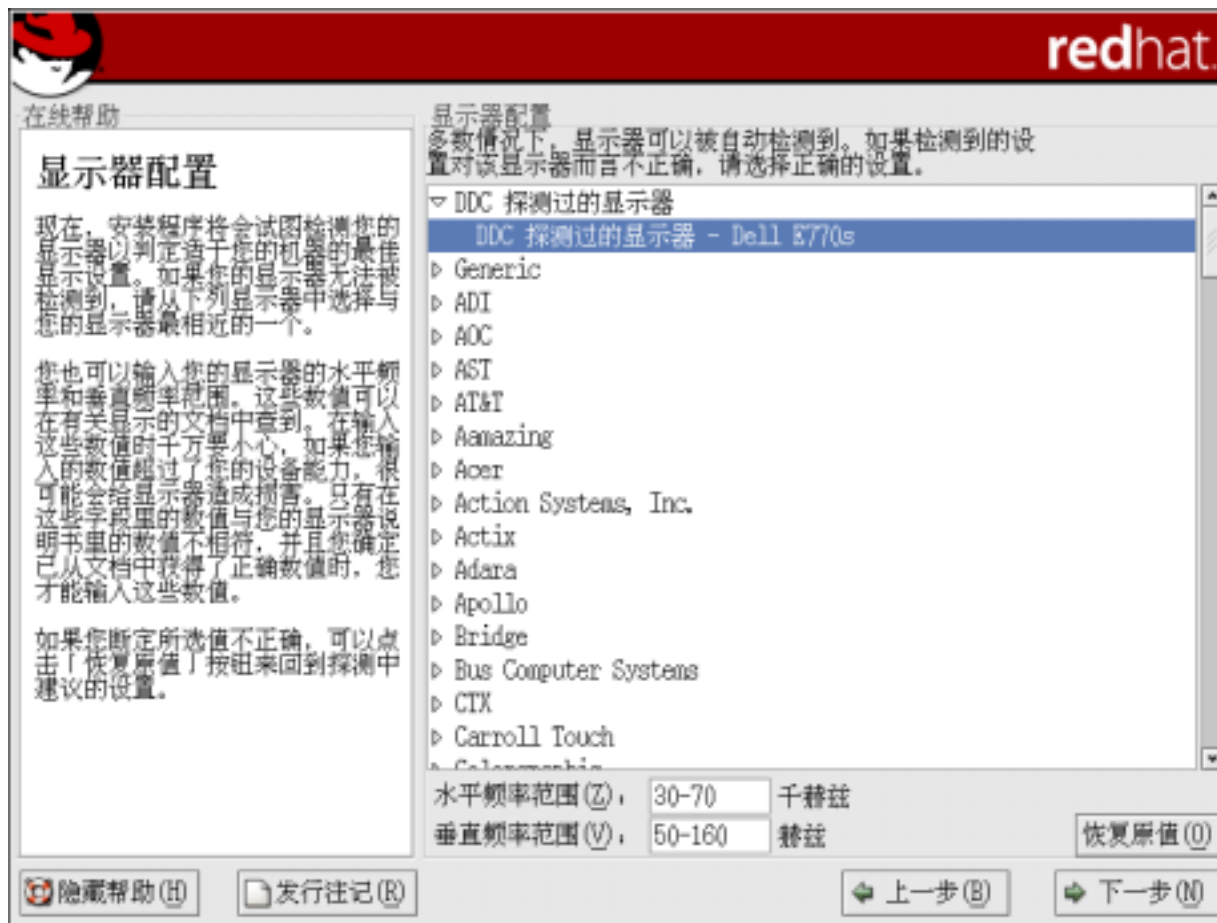 redhat.
在线帮助
显示器配置
现在，安装程序将会试图检测您的
显示器以判定适于您的机器的最佳
显示设置。如果您的显示器无法被
检测到，请从下列显示器中选择与
您的显示器最相近的一个。
您也可以输入您的显示器的水平频
率和垂直频率范围。这些数值可以
在有关显示的文档中查到。在输入
这些数值时千万要小心，如果您输
入的数值超过了您的设备能力，很
可能会给显示器造成损害。只有在
这些字段里的数值与您的显示器说
明书里的数值不相符，并且您确定
已从文档中获得了正确数值时，您
才能输入这些数值。
如果您断定所选值不正确，可以点
击「恢复原值」按钮来回到探测中
建议的设置。
显示器配置
多数情况下，显示器可以被自动检测到。如果检测到的设
置对该显示器而言不正确，请选择正确的设置。
DDC 探测过的显示器
DDC 探测过的显示器 - Dell E770s
Generic
ADI
AOC
AST
AT&T
Aamazing
Acer
Action Systems, Inc.
Actix
Adara
Apollo
Bridge
Bus Computer Systems
CTX
Carroll Touch
水平频率范围(Z)： 30-70 千赫兹
垂直频率范围(V)： 50-160 赫兹
恢复原值(O)
隐藏帮助(H)
发行注记(R)
上一步(B)
下一步(N)